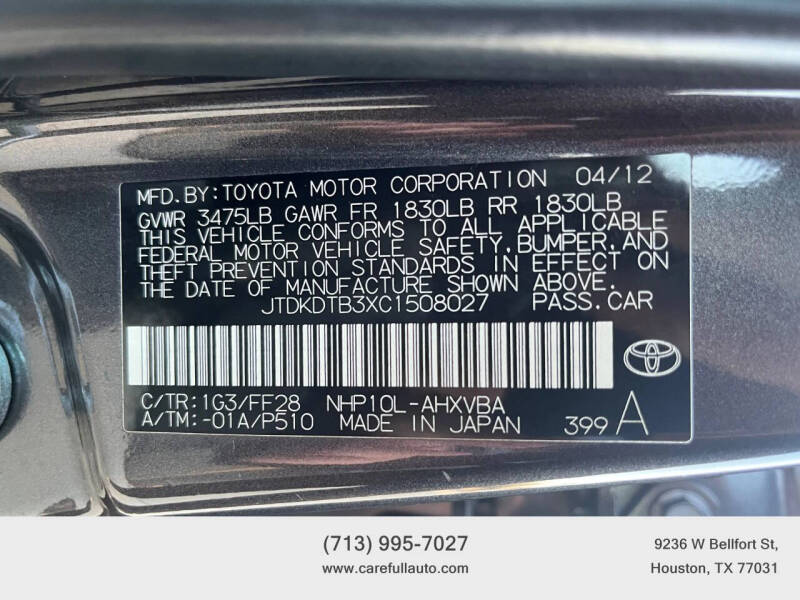 MFD.BY:TOYOTA MOTOR CORPORATION 04/12
GVWR 3475LB GAWR FR 1830LB RR 1830LB
THIS VEHICLE CONFORMS TO ALL APPLICABLE
FEDERAL MOTOR VEHICLE SAFETY,BUMPER,AND
THEFT PREVENTION STANDARDS IN EFFECT ON
THE DATE OF MANUFACTURE SHOWN ABOVE.
JTDKDTB3XC1508027 PASS.CAR
C/TR:1G3/FF28 NHP10L-AHXVBA
A/TM:-01A/P510 MADE IN JAPAN 399 A
(713) 995-7027
www.carefullauto.com
9236 W Bellfort St,
Houston, TX 77031